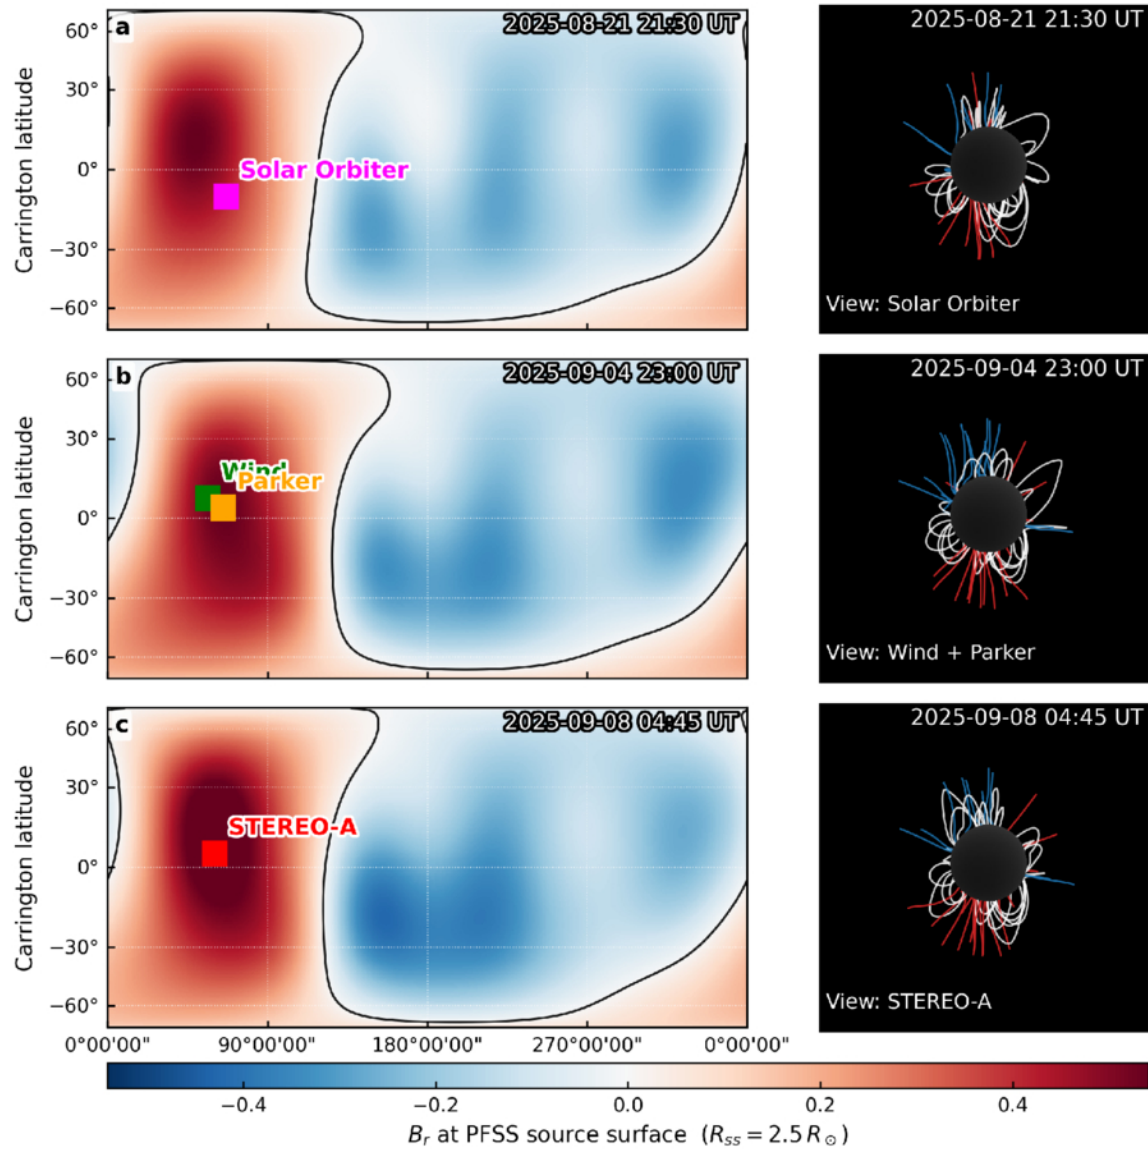 a
2025-08-21 21:30 UT
Carrington latitude
60°
30°
0°
−30°
−60°
Solar Orbiter
2025-08-21 21:30 UT
View: Solar Orbiter
b
2025-09-04 23:00 UT
Carrington latitude
60°
30°
0°
−30°
−60°
Wind
Parker
2025-09-04 23:00 UT
View: Wind + Parker
c
2025-09-08 04:45 UT
Carrington latitude
60°
30°
0°
−30°
−60°
STEREO-A
2025-09-08 04:45 UT
View: STEREO-A
0°00'00" 90°00'00" 180°00'00" 270°00'00" 0°00'00"
−0.4 −0.2 0.0 0.2 0.4
B_r at PFSS source surface (R_ss = 2.5 R_⊙)